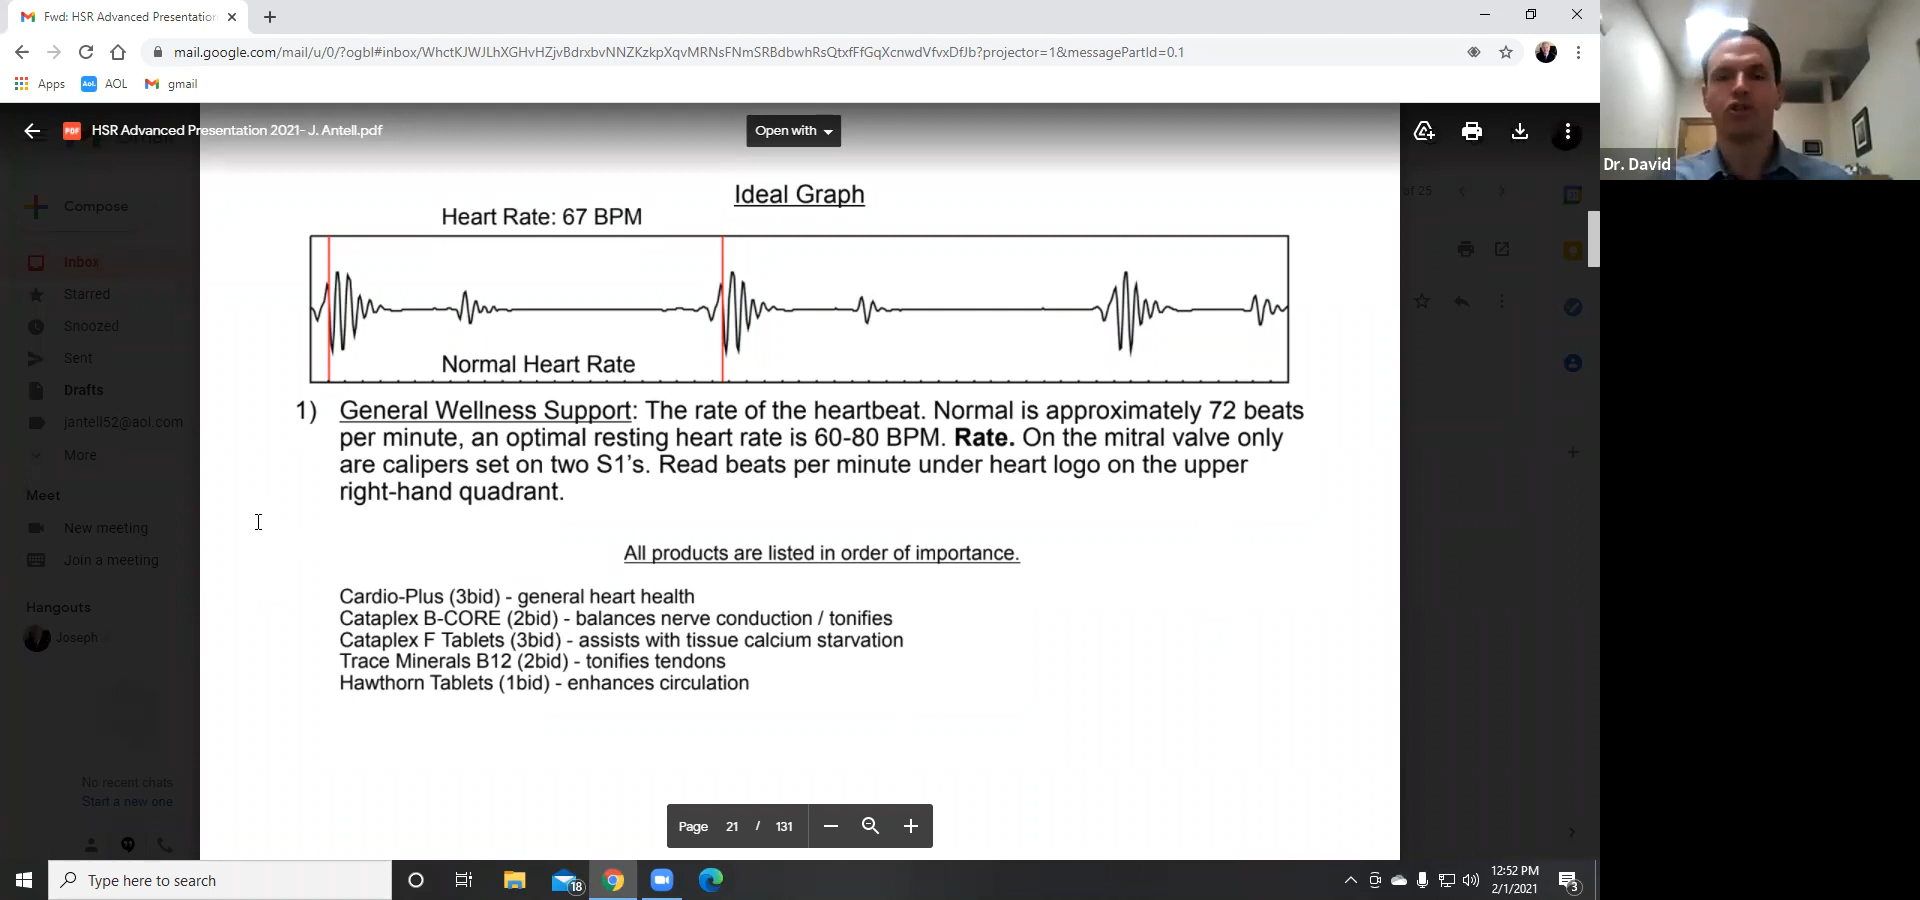 Fwd: HSR Advanced Presentation
mail.google.com/mail/u/0/?ogbl#inbox/WhctKJWJLhXGHvHZjvBdrxbvNNZKzkpXqvMRNsFNmSRBdbwhRsQtxfFfGqXcnwdVfvxDfJb?projector=1&messagePartId=0.1
Apps AOL gmail
PDF HSR Advanced Presentation 2021- J. Antell.pdf
Open with
Dr. David
Compose
Inbox
Starred
Snoozed
Sent
Drafts
jantell52@aol.com
More
Meet
New meeting
Join a meeting
Hangouts
Joseph
No recent chats
Start a new one
of 25
Ideal Graph
Heart Rate: 67 BPM
Normal Heart Rate
1) General Wellness Support: The rate of the heartbeat. Normal is approximately 72 beats
per minute, an optimal resting heart rate is 60-80 BPM. Rate. On the mitral valve only
are calipers set on two S1's. Read beats per minute under heart logo on the upper
right-hand quadrant.
All products are listed in order of importance.
Cardio-Plus (3bid) - general heart health
Cataplex B-CORE (2bid) - balances nerve conduction / tonifies
Cataplex F Tablets (3bid) - assists with tissue calcium starvation
Trace Minerals B12 (2bid) - tonifies tendons
Hawthorn Tablets (1bid) - enhances circulation
Page 21 / 131
Type here to search
18
12:52 PM
2/1/2021
3